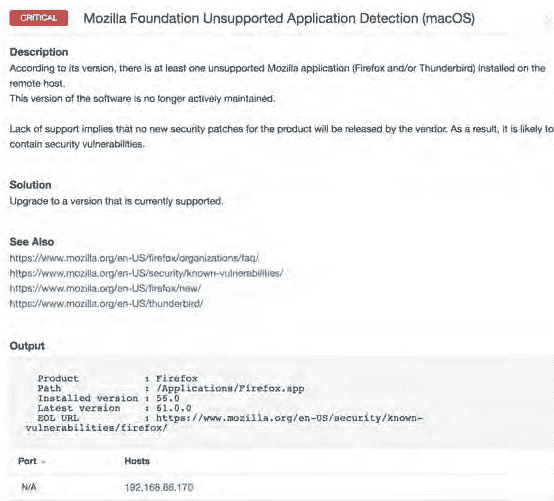 CRITICAL Mozilla Foundation Unsupported Application Detection (macOS)
Description
According to its version, there is at least one unsupported Mozilla application (Firefox and/or Thunderbird) installed on the
remote host.
This version of the software is no longer actively maintained.
Lack of support implies that no new security patches for the product will be released by the vendor. As a result, it is likely to
contain security vulnerabilities.
Solution
Upgrade to a version that is currently supported.
See Also
https://www.mozilla.org/en-US/firefox/organizations/faq/
https://www.mozilla.org/en-US/security/known-vulnerabilities/
https://www.mozilla.org/en-US/firefox/new/
https://www.mozilla.org/en-US/thunderbird/
Output
Product : Firefox
Path : /Applications/Firefox.app
Installed version : 56.0
Latest version : 61.0.0
EOL URL : https://www.mozilla.org/en-US/security/known-
vulnerabilities/firefox/
Port Hosts
N/A 192.168.86.170